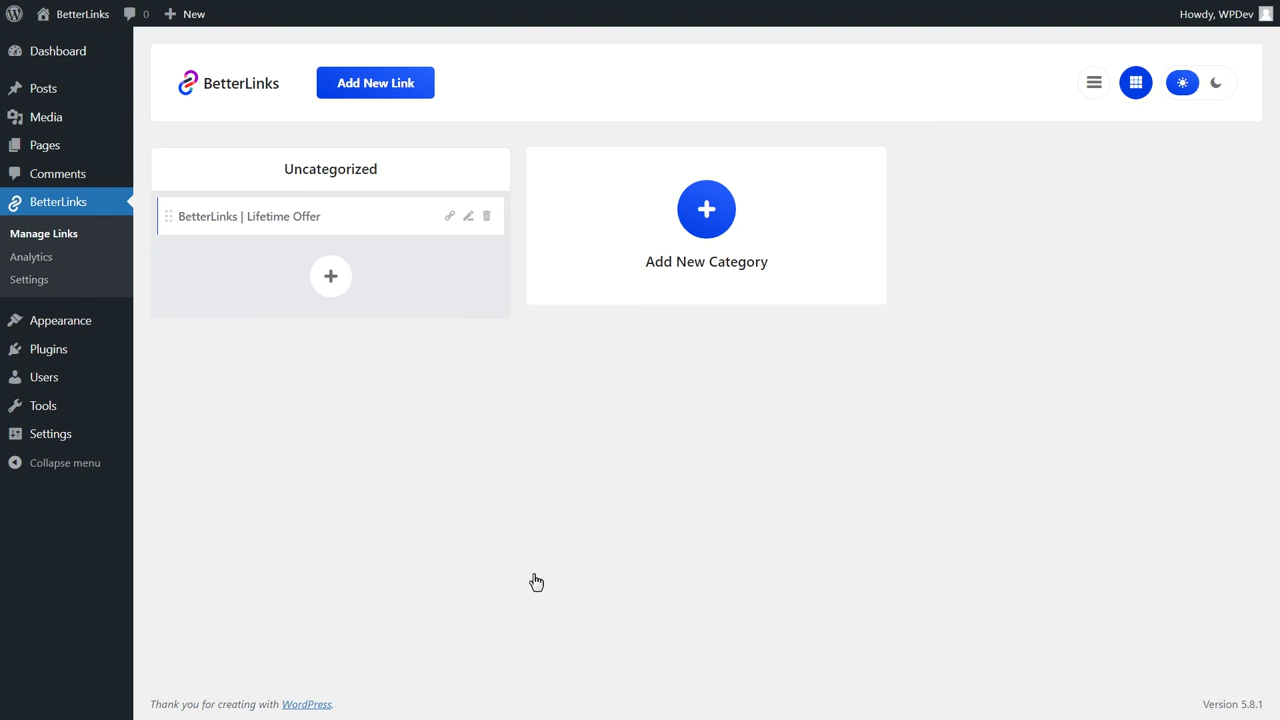 BetterLinks
0
New
Howdy, WPDev
Dashboard
Posts
Media
Pages
Comments
BetterLinks
Manage Links
Analytics
Settings
Appearance
Plugins
Users
Tools
Settings
Collapse menu
BetterLinks
Add New Link
Uncategorized
BetterLinks | Lifetime Offer
Add New Category
Thank you for creating with WordPress.
Version 5.8.1